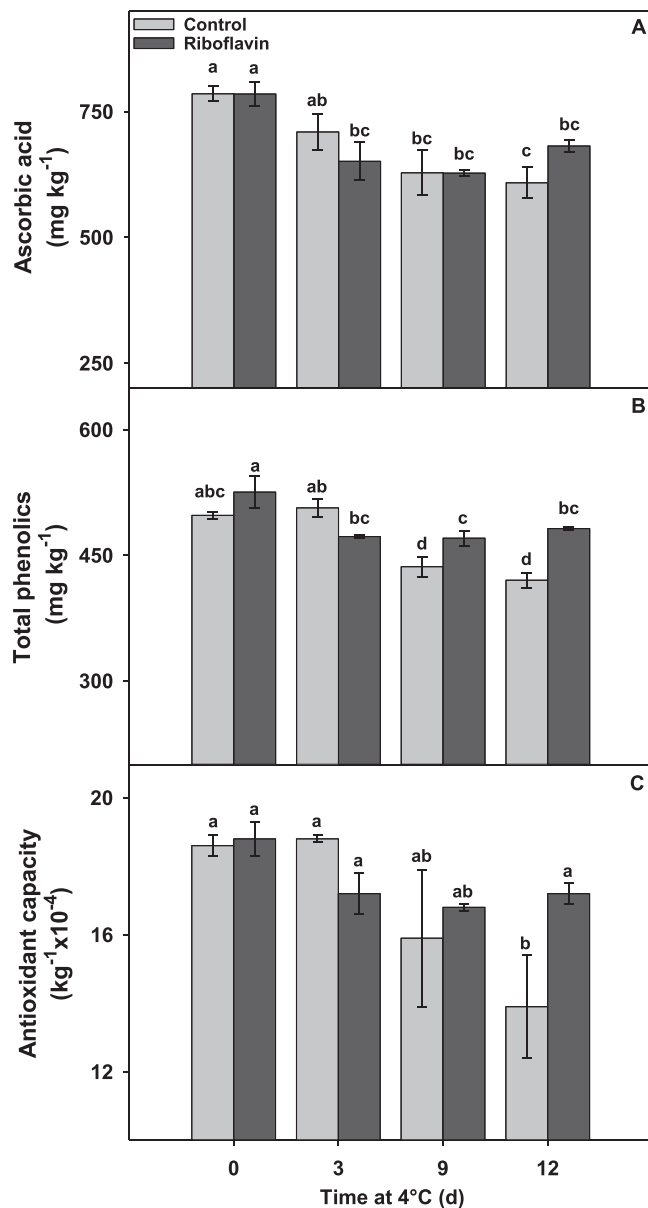 Control
Riboflavin
A
Ascorbic acid
(mg kg⁻¹)
750
500
250
a a ab bc bc bc c bc
B
Total phenolics
(mg kg⁻¹)
600
450
300
abc a ab bc d c d bc
C
Antioxidant capacity
(kg⁻¹x10⁻⁴)
20
16
12
a a a a ab ab b a
0 3 9 12
Time at 4°C (d)